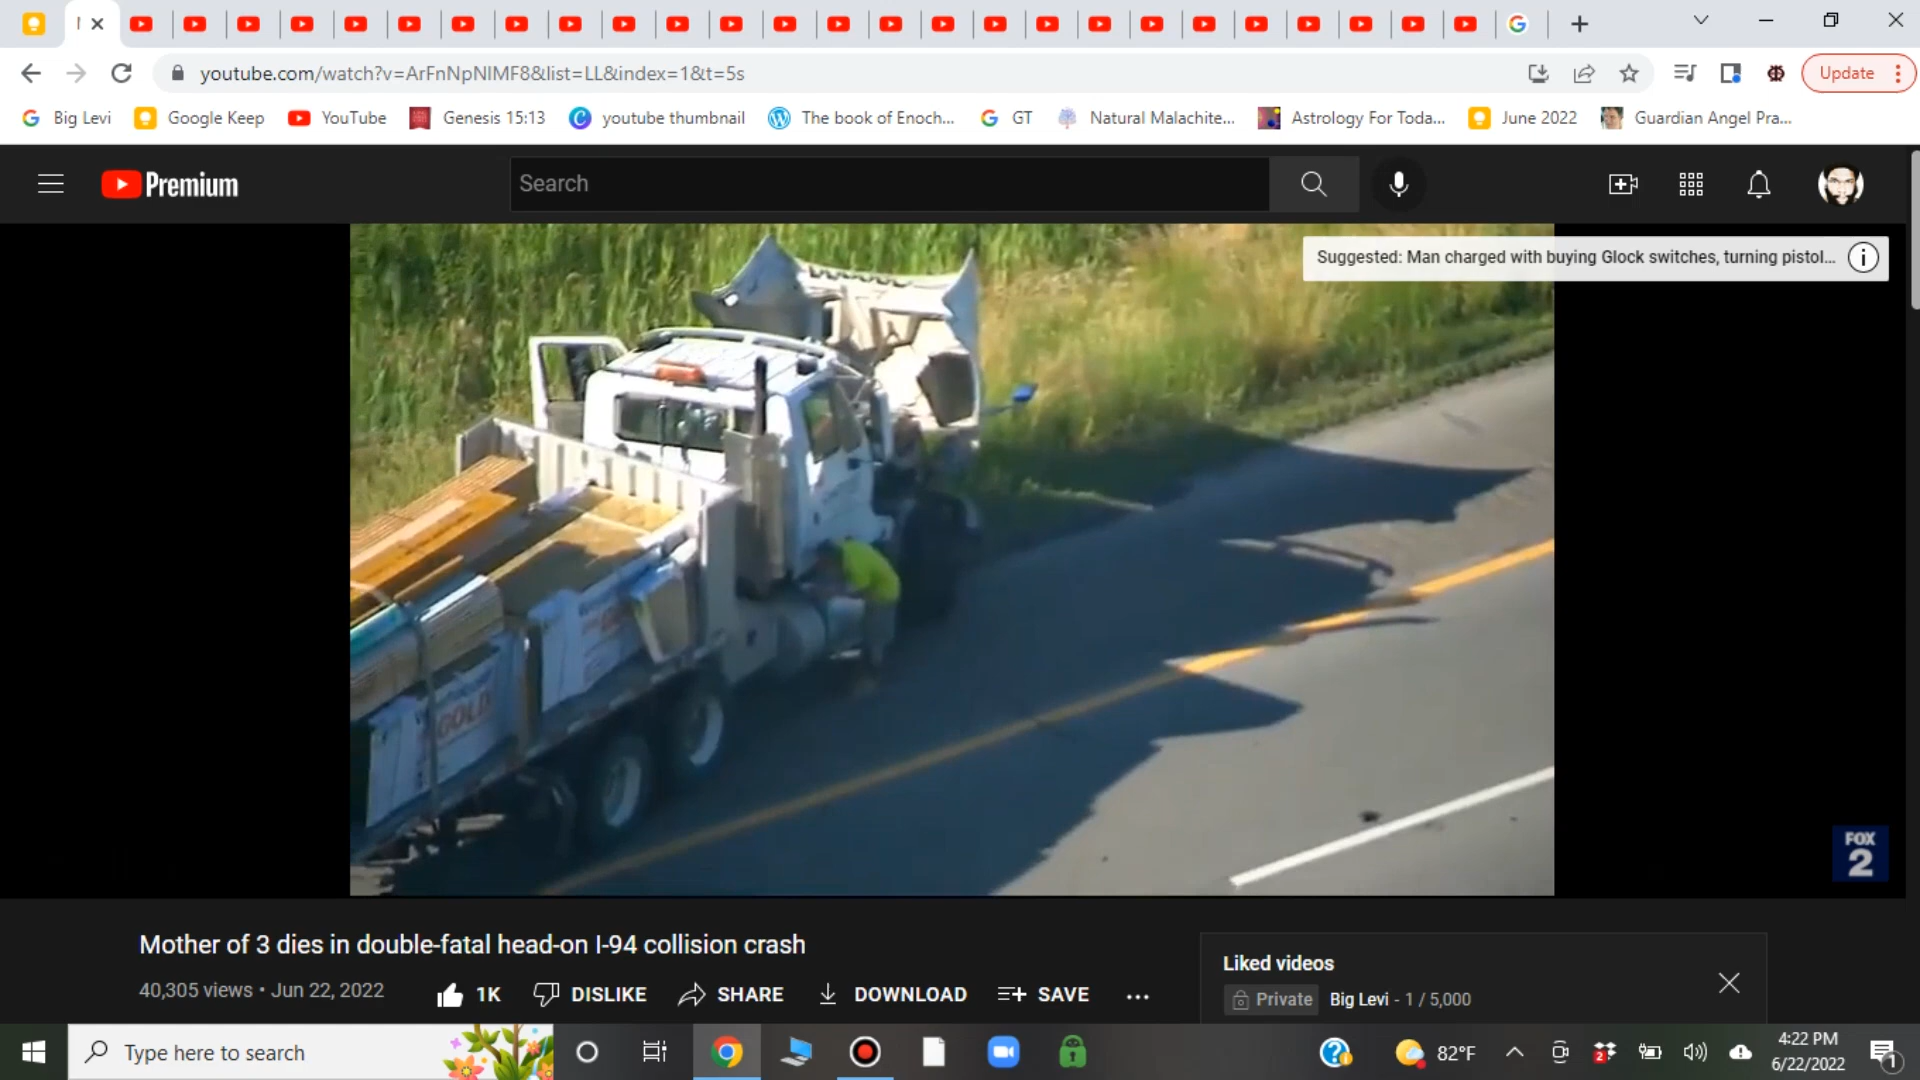 youtube.com/watch?v=ArFnNpNIMF8&list=LL&index=1&t=5s
Update
Big Levi
Google Keep
YouTube
Genesis 15:13
youtube thumbnail
The book of Enoch...
GT
Natural Malachite...
Astrology For Toda...
June 2022
Guardian Angel Pra...
Premium
Search
Suggested: Man charged with buying Glock switches, turning pistol...
GOLD
FOX
2
Mother of 3 dies in double-fatal head-on I-94 collision crash
40,305 views • Jun 22, 2022
1K
DISLIKE
SHARE
DOWNLOAD
SAVE
Liked videos
Private
Big Levi - 1 / 5,000
Type here to search
82°F
4:22 PM
6/22/2022
1